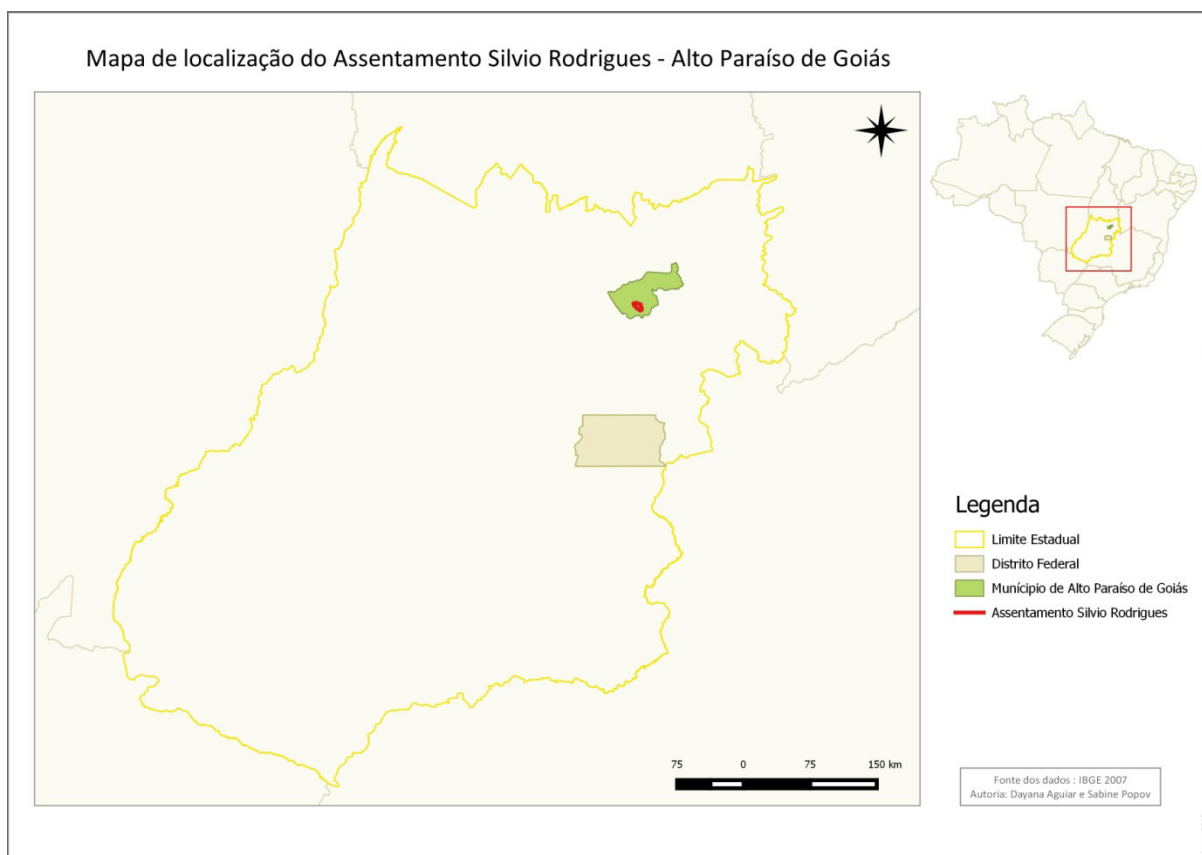 Mapa de localização do Assentamento Silvio Rodrigues - Alto Paraíso de Goiás
Legenda
Limite Estadual
Distrito Federal
Munícipio de Alto Paraíso de Goiás
Assentamento Silvio Rodrigues
75 0 75 150 km
Fonte dos dados : IBGE 2007
Autoria: Dayana Aguiar e Sabine Popov